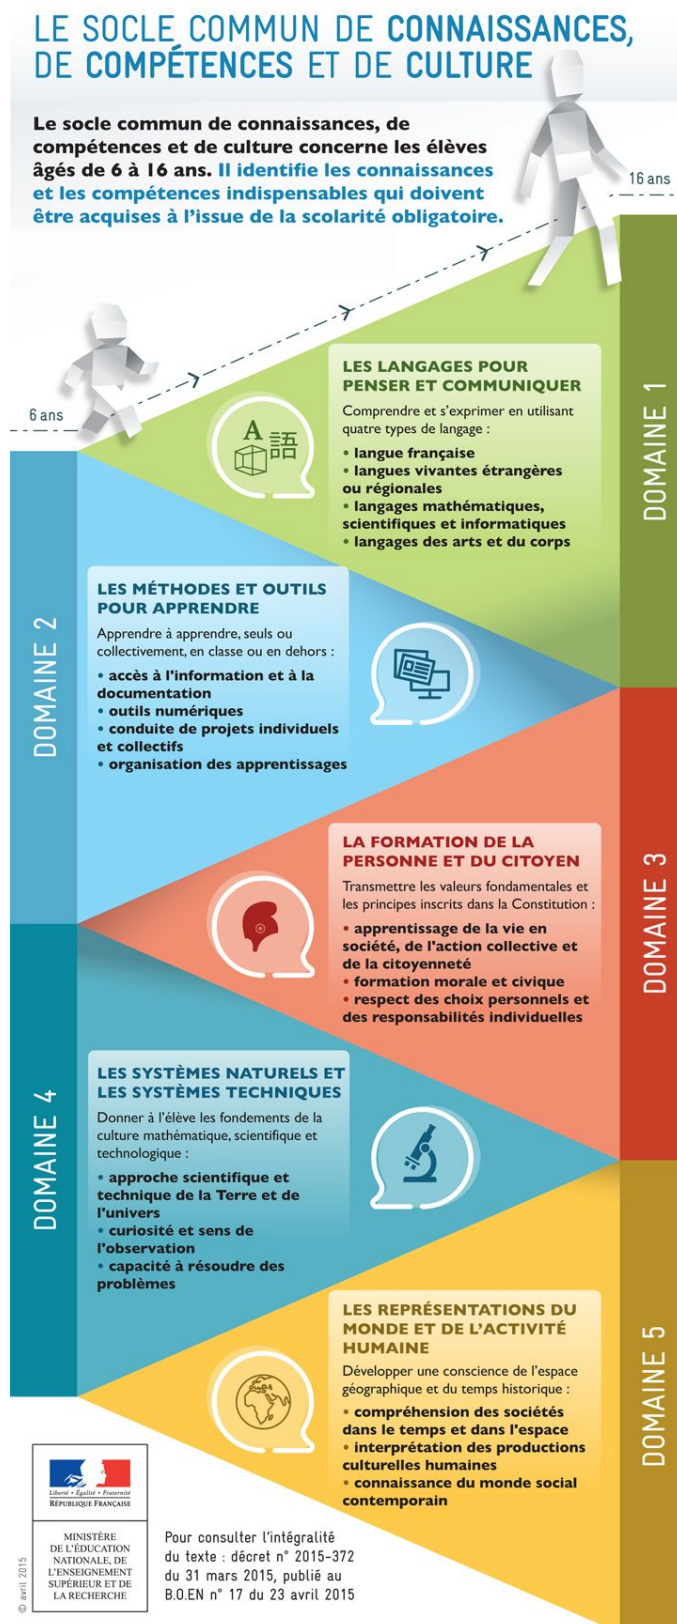 LE SOCLE COMMUN DE CONNAISSANCES,
DE COMPÉTENCES ET DE CULTURE
Le socle commun de connaissances, de
compétences et de culture concerne les élèves
âgés de 6 à 16 ans. Il identifie les connaissances
et les compétences indispensables qui doivent
être acquises à l'issue de la scolarité obligatoire.
16 ans
6 ans
DOMAINE 1
LES LANGAGES POUR
PENSER ET COMMUNIQUER
Comprendre et s'exprimer en utilisant
quatre types de langage :
• langue française
• langues vivantes étrangères
ou régionales
• langages mathématiques,
scientifiques et informatiques
• langages des arts et du corps
A 語
DOMAINE 2
LES MÉTHODES ET OUTILS
POUR APPRENDRE
Apprendre à apprendre, seuls ou
collectivement, en classe ou en dehors :
• accès à l'information et à la
documentation
• outils numériques
• conduite de projets individuels
et collectifs
• organisation des apprentissages
DOMAINE 3
LA FORMATION DE LA
PERSONNE ET DU CITOYEN
Transmettre les valeurs fondamentales et
les principes inscrits dans la Constitution :
• apprentissage de la vie en
société, de l'action collective et
de la citoyenneté
• formation morale et civique
• respect des choix personnels et
des responsabilités individuelles
DOMAINE 4
LES SYSTÈMES NATURELS ET
LES SYSTÈMES TECHNIQUES
Donner à l'élève les fondements de la
culture mathématique, scientifique et
technologique :
• approche scientifique et
technique de la Terre et de
l'univers
• curiosité et sens de
l'observation
• capacité à résoudre des
problèmes
DOMAINE 5
LES REPRÉSENTATIONS DU
MONDE ET DE L'ACTIVITÉ
HUMAINE
Développer une conscience de l'espace
géographique et du temps historique :
• compréhension des sociétés
dans le temps et dans l'espace
• interprétation des productions
culturelles humaines
• connaissance du monde social
contemporain
Liberté • Égalité • Fraternité
RÉPUBLIQUE FRANÇAISE
MINISTÈRE
DE L'ÉDUCATION
NATIONALE, DE
L'ENSEIGNEMENT
SUPÉRIEUR ET DE
LA RECHERCHE
Pour consulter l'intégralité
du texte : décret n° 2015-372
du 31 mars 2015, publié au
B.O.EN n° 17 du 23 avril 2015
© avril 2015